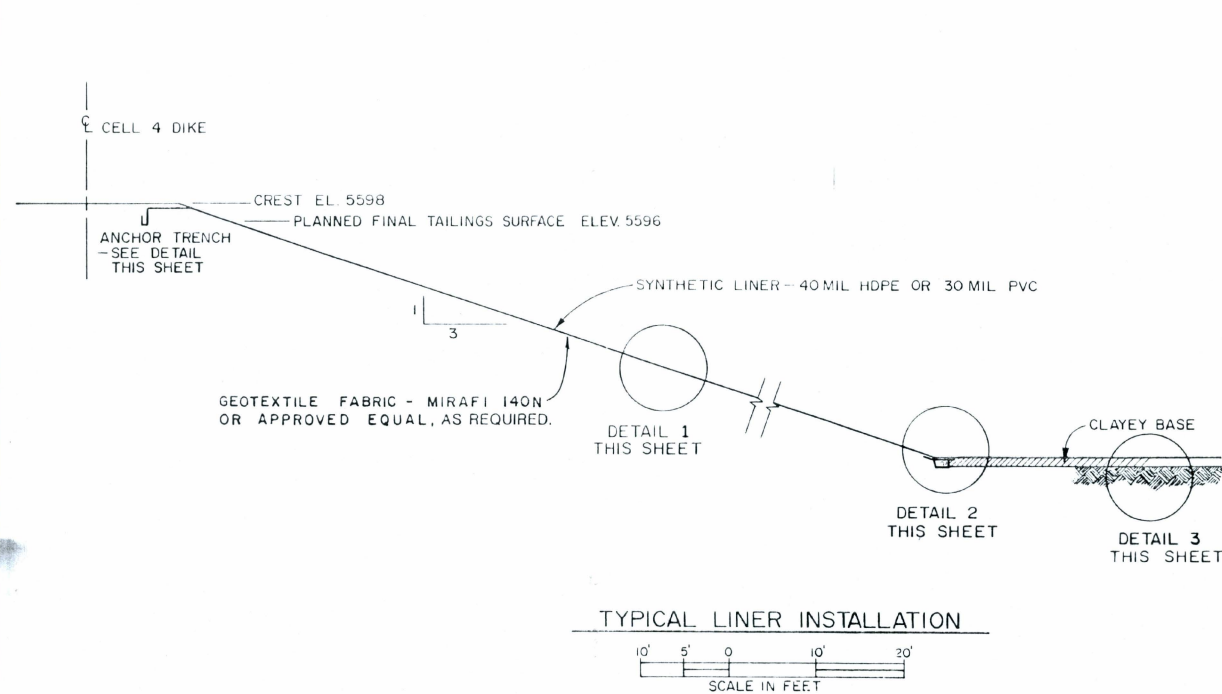 ℄ CELL 4 DIKE
CREST EL. 5598
PLANNED FINAL TAILINGS SURFACE ELEV. 5596
ANCHOR TRENCH
- SEE DETAIL
THIS SHEET
SYNTHETIC LINER - 40 MIL HDPE OR 30 MIL PVC
1
3
GEOTEXTILE FABRIC - MIRAFI 140N
OR APPROVED EQUAL, AS REQUIRED.
DETAIL 1
THIS SHEET
CLAYEY BASE
DETAIL 2
THIS SHEET
DETAIL 3
THIS SHEET
TYPICAL LINER INSTALLATION
10' 5' 0 10' 20'
SCALE IN FEET